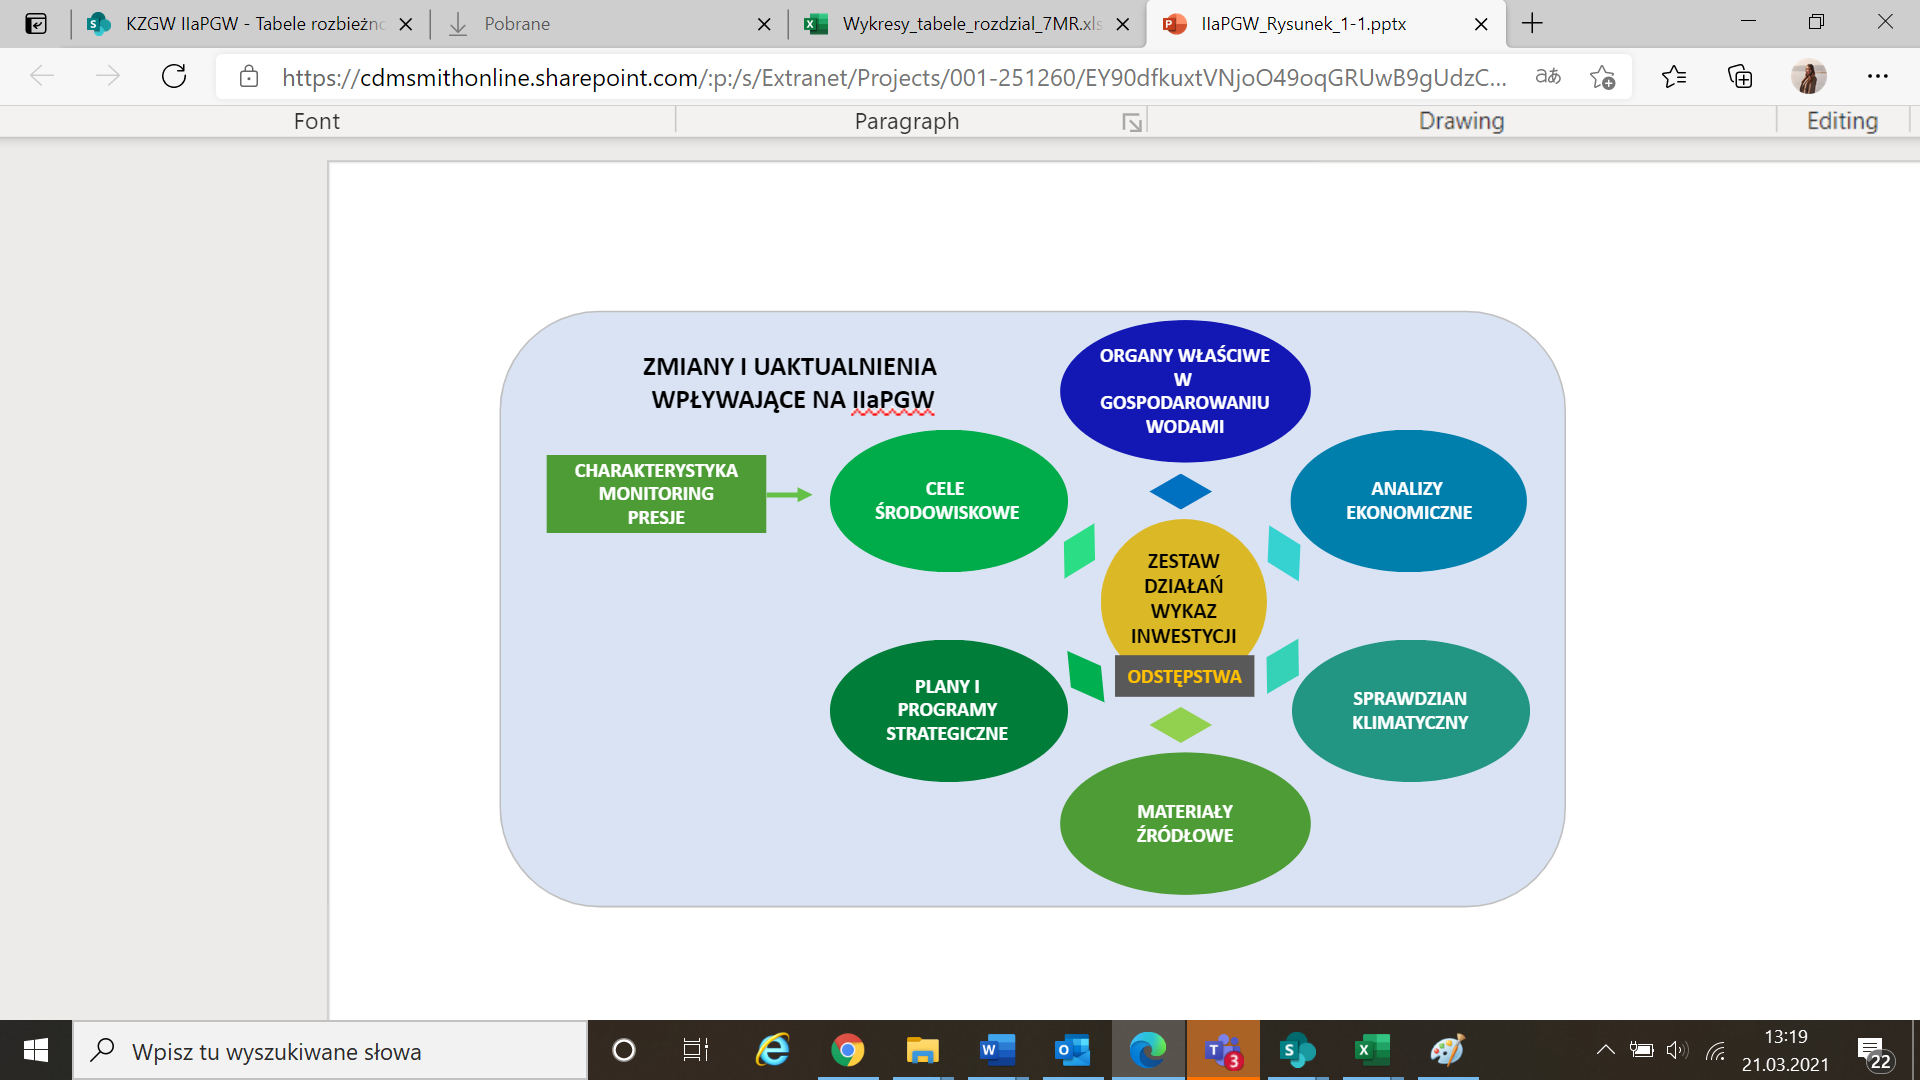 KZGW IIaPGW - Tabele rozbieżno
Pobrane
Wykresy_tabele_rozdzial_7MR.xls
IIaPGW_Rysunek_1-1.pptx
https://cdmsmithonline.sharepoint.com/:p:/s/Extranet/Projects/001-251260/EY90dfkuxtVNjoO49oqGRUwB9gUdzC...
Font
Paragraph
Drawing
Editing
ZMIANY I UAKTUALNIENIA
WPŁYWAJĄCE NA IIaPGW
ORGANY WŁAŚCIWE
W
GOSPODAROWANIU
WODAMI
CHARAKTERYSTYKA
MONITORING
PRESJE
CELE
ŚRODOWISKOWE
ANALIZY
EKONOMICZNE
ZESTAW
DZIAŁAŃ
WYKAZ
INWESTYCJI
ODSTĘPSTWA
PLANY I
PROGRAMY
STRATEGICZNE
SPRAWDZIAN
KLIMATYCZNY
MATERIAŁY
ŹRÓDŁOWE
Wpisz tu wyszukiwane słowa
3
13:19
21.03.2021
22